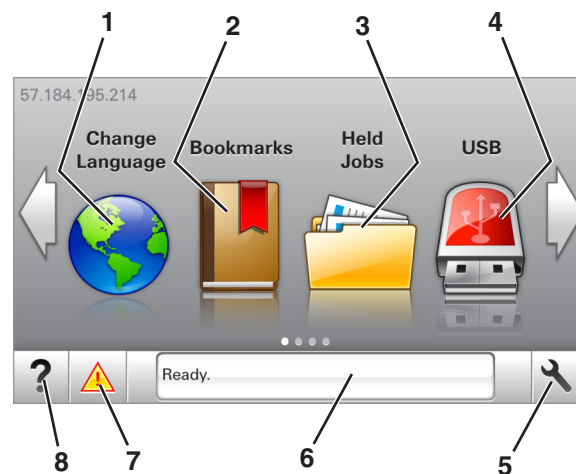 1 2 3 4
57.184.195.214
Change Language
Bookmarks
Held Jobs
USB
? Ready.
8 7 6 5